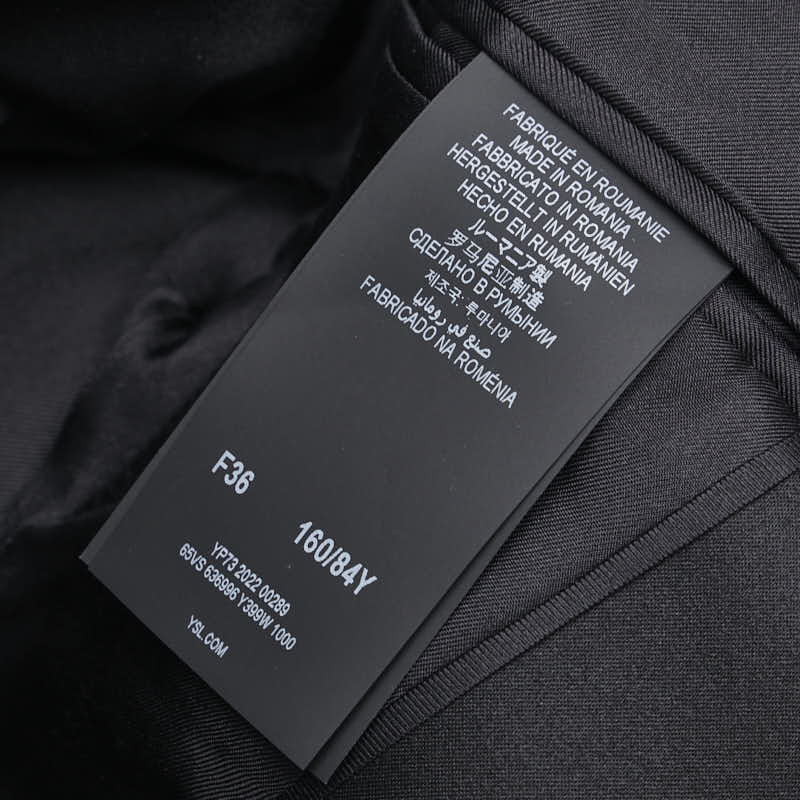 FABRIQUÉ EN ROUMANIE
MADE IN ROMANIA
FABBRICATO IN ROMANIA
HERGESTELLT IN RUMÄNIEN
HECHO EN RUMANIA
ルーマニア製
罗马尼亚制造
СДЕЛАНО В РУМЫНИИ
제조국: 루마니아
صنع في رومانيا
FABRICADO NA ROMÉNIA
F36
160/84Y
YP73 2022 00289
65VS 636996 Y399W 1000
YSL.COM